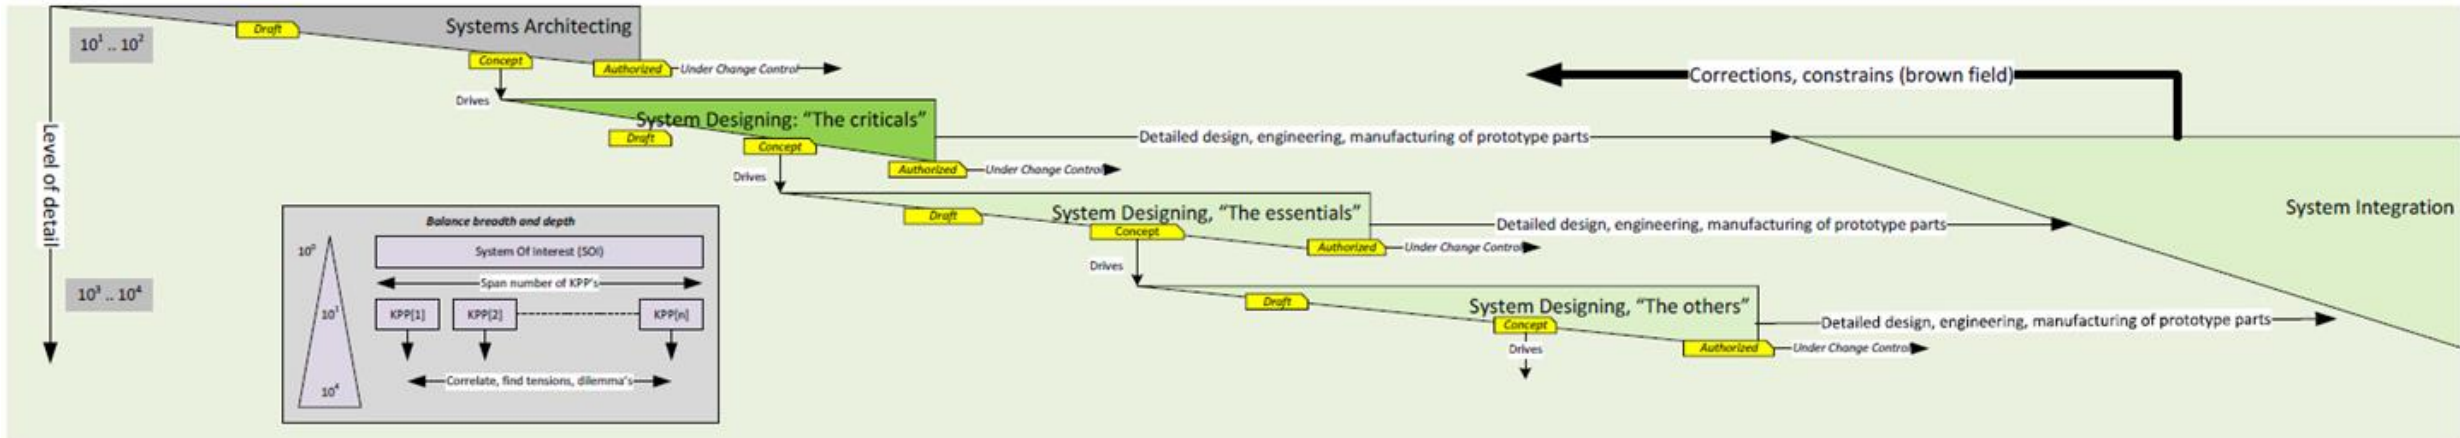 Systems Architecting
10¹ .. 10²
Draft
Concept
Authorized
Under Change Control
Corrections, constrains (brown field)
Drives
System Designing: “The criticals”
Draft
Concept
Authorized
Under Change Control
Detailed design, engineering, manufacturing of prototype parts
Level of detail
Drives
System Designing, “The essentials”
Draft
Concept
Authorized
Under Change Control
Detailed design, engineering, manufacturing of prototype parts
System Integration
Drives
10³ .. 10⁴
System Designing, “The others”
Draft
Concept
Authorized
Under Change Control
Detailed design, engineering, manufacturing of prototype parts
Drives
Balance breadth and depth
10⁰
System Of Interest (SOI)
Span number of KPP's
10¹
KPP[1]
KPP[2]
KPP[n]
Correlate, find tensions, dilemma's
10⁴